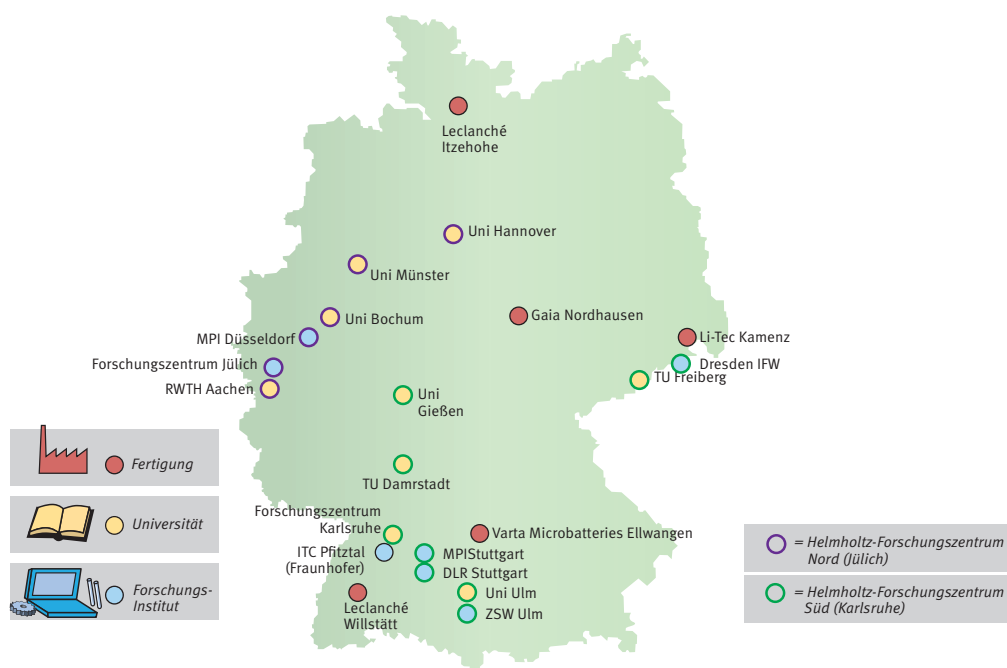 Leclanché
Itzehohe
Uni Hannover
Uni Münster
Uni Bochum
Gaia Nordhausen
MPI Düsseldorf
Li-Tec Kamenz
Forschungszentrum Jülich
Dresden IFW
TU Freiberg
RWTH Aachen
Uni
Gießen
TU Damrstadt
Forschungszentrum
Karlsruhe
Varta Microbatteries Ellwangen
ITC Pfitztal
(Fraunhofer)
MPIStuttgart
DLR Stuttgart
Leclanché
Willstätt
Uni Ulm
ZSW Ulm
Fertigung
Universität
Forschungs-
Institut
= Helmholtz-Forschungszentrum
Nord (Jülich)
= Helmholtz-Forschungszentrum
Süd (Karlsruhe)